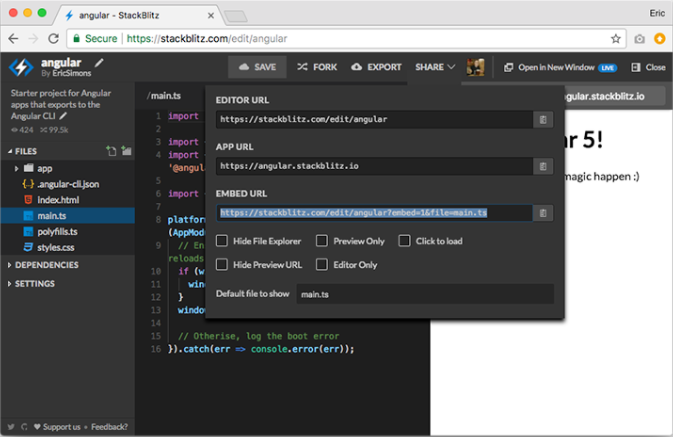 angular - StackBlitz
Eric
Secure https://stackblitz.com/edit/angular
angular
By EricSimons
SAVE
FORK
EXPORT
SHARE
Open in New Window LIVE
Close
Starter project for Angular
apps that exports to the
Angular CLI
424 99.5k
FILES
app
.angular-cli.json
index.html
main.ts
polyfills.ts
styles.css
DEPENDENCIES
SETTINGS
Support us • Feedback?
/main.ts
1 import
2
3 import
4 import
'@angu
5
6 import
7
8 platfor
(AppMod
9 // En
reloads
10 if (w
11 win
12 }
13 window
14
15 // Otherise, log the boot error
16 }).catch(err => console.error(err));
EDITOR URL
https://stackblitz.com/edit/angular
APP URL
https://angular.stackblitz.io
EMBED URL
https://stackblitz.com/edit/angular?embed=1&file=main.ts
Hide File Explorer
Preview Only
Click to load
Hide Preview URL
Editor Only
Default file to show
main.ts
ngular.stackblitz.io
ar 5!
magic happen :)